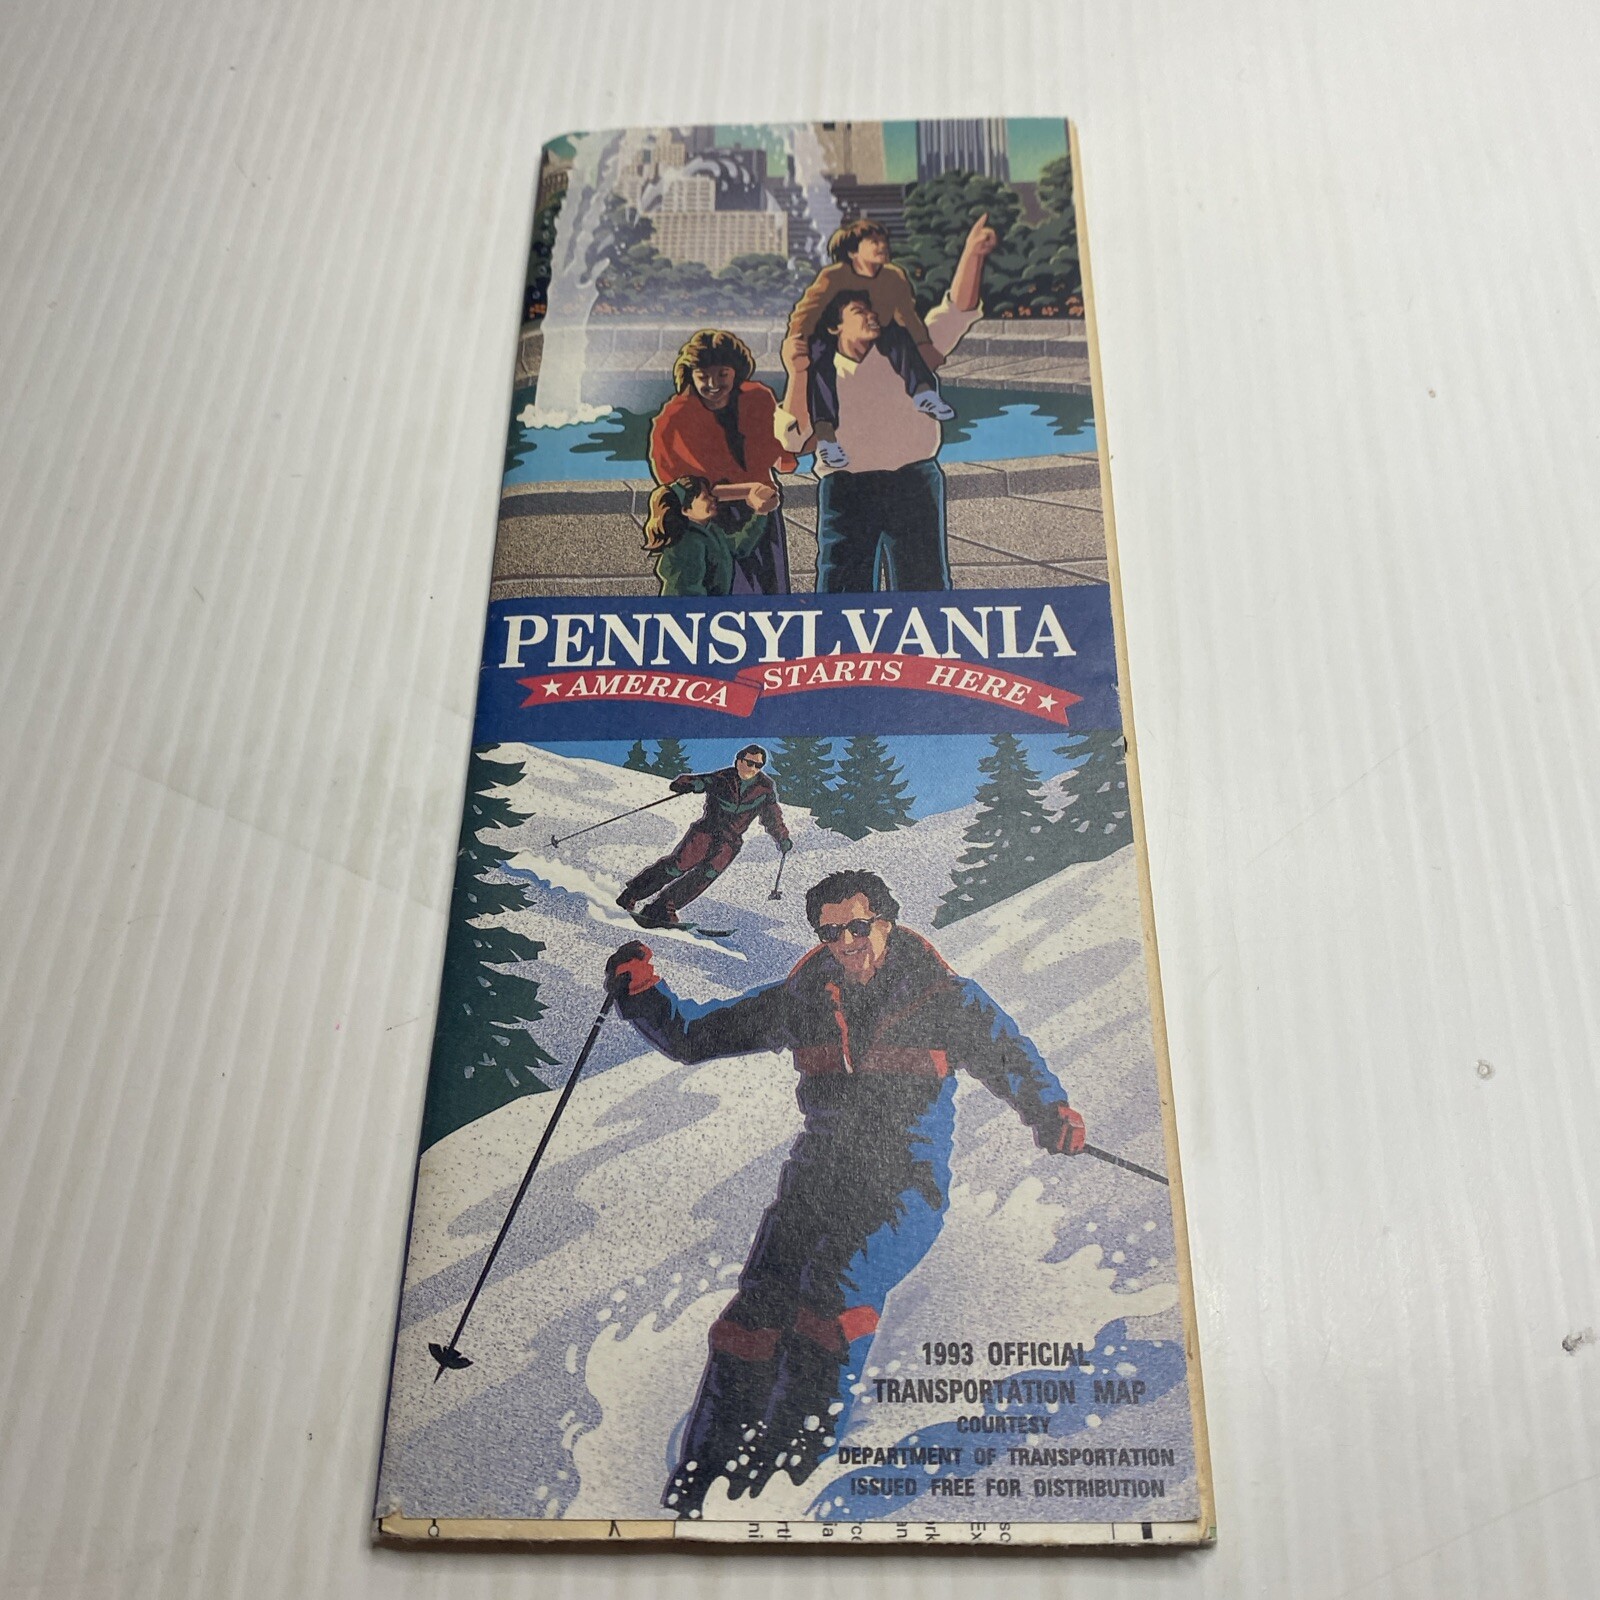 PENNSYLVANIA
★ AMERICA STARTS HERE ★
1993 OFFICIAL
TRANSPORTATION MAP
COURTESY
DEPARTMENT OF TRANSPORTATION
ISSUED FREE FOR DISTRIBUTION